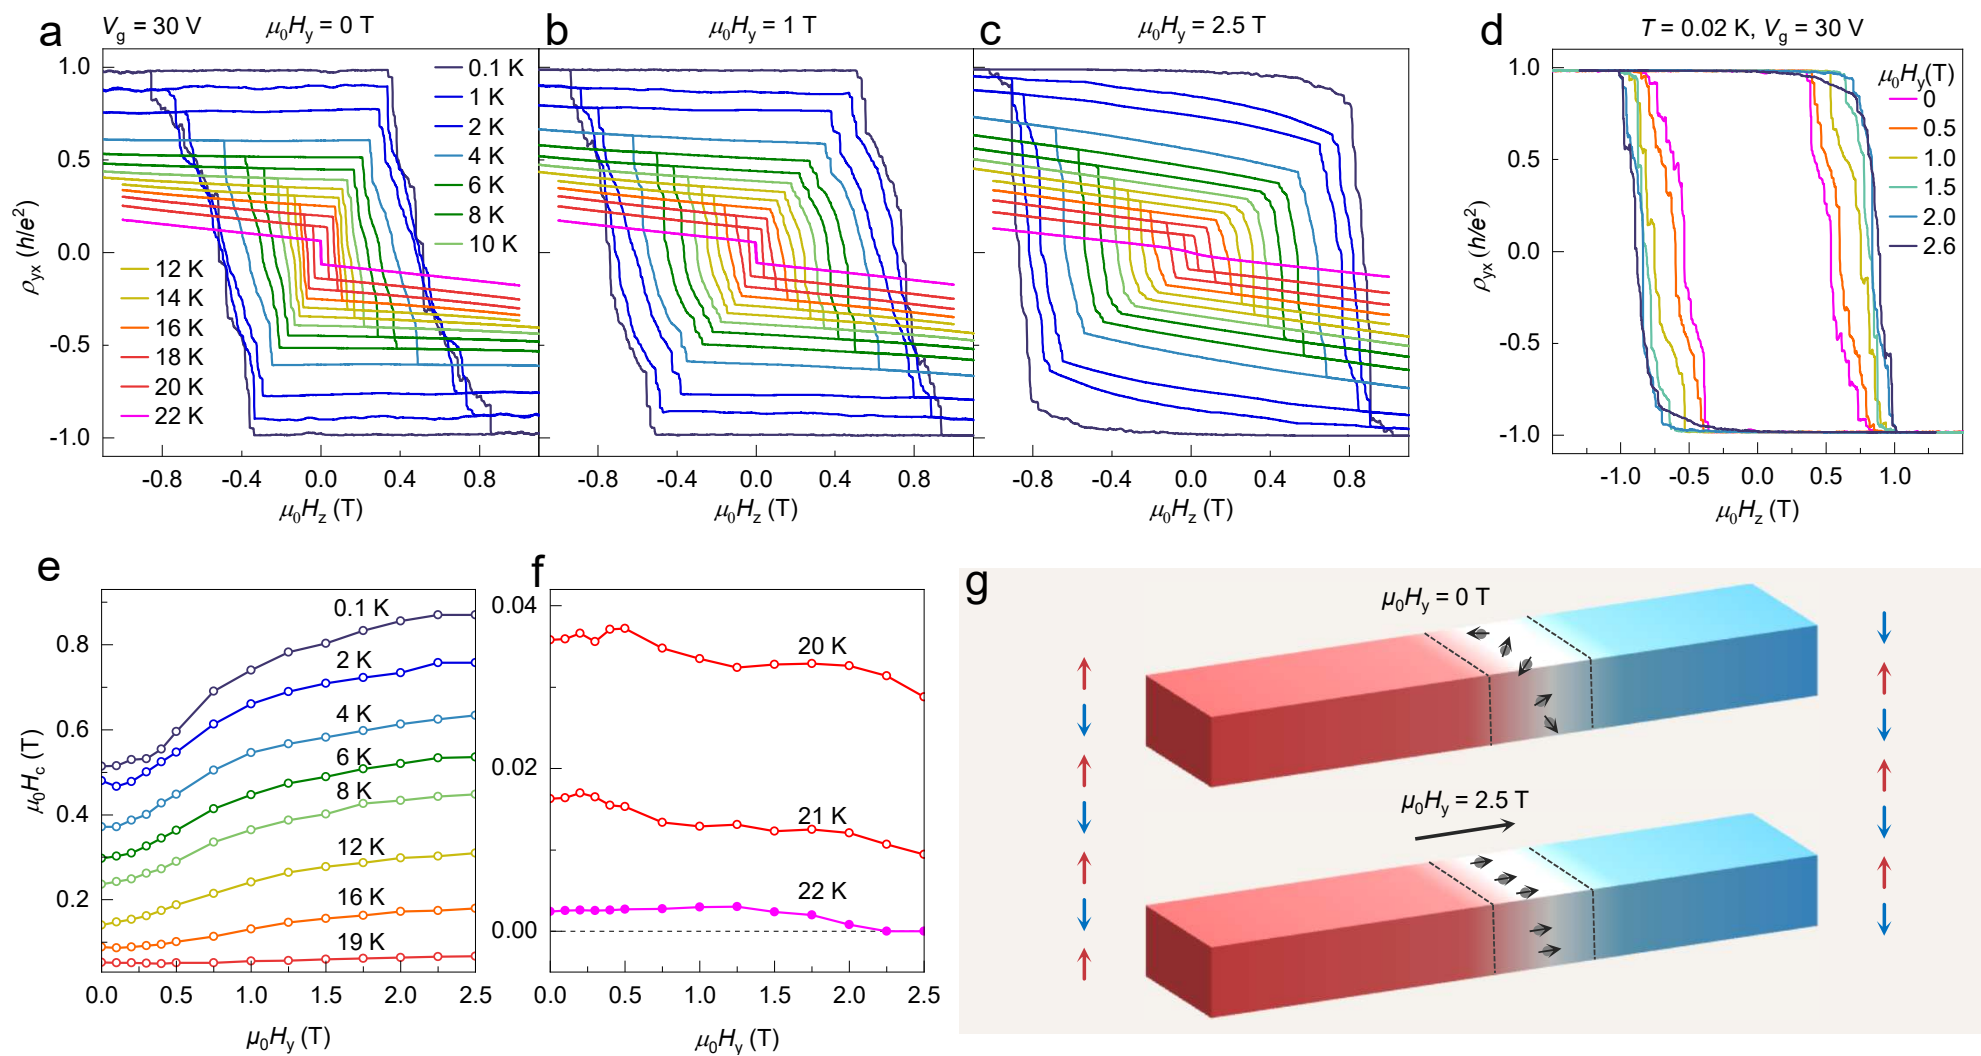 a
V_g = 30 V
μ₀H_y = 0 T
1.0
0.5
0.0
-0.5
-1.0
ρ_yx (h/e²)
0.1 K
1 K
2 K
4 K
6 K
8 K
10 K
12 K
14 K
16 K
18 K
20 K
22 K
-0.8 -0.4 0.0 0.4 0.8
μ₀H_z (T)
b
μ₀H_y = 1 T
-0.8 -0.4 0.0 0.4 0.8
μ₀H_z (T)
c
μ₀H_y = 2.5 T
-0.8 -0.4 0.0 0.4 0.8
μ₀H_z (T)
d
T = 0.02 K, V_g = 30 V
1.0
0.5
0.0
-0.5
-1.0
ρ_yx (h/e²)
μ₀H_y(T)
0
0.5
1.0
1.5
2.0
2.6
-1.0 -0.5 0.0 0.5 1.0
μ₀H_z (T)
e
0.8
0.6
0.4
0.2
μ₀H_c (T)
0.1 K
2 K
4 K
6 K
8 K
12 K
16 K
19 K
0.0 0.5 1.0 1.5 2.0 2.5
μ₀H_y (T)
f
0.04
0.02
0.00
20 K
21 K
22 K
0.0 0.5 1.0 1.5 2.0 2.5
μ₀H_y (T)
g
μ₀H_y = 0 T
μ₀H_y = 2.5 T